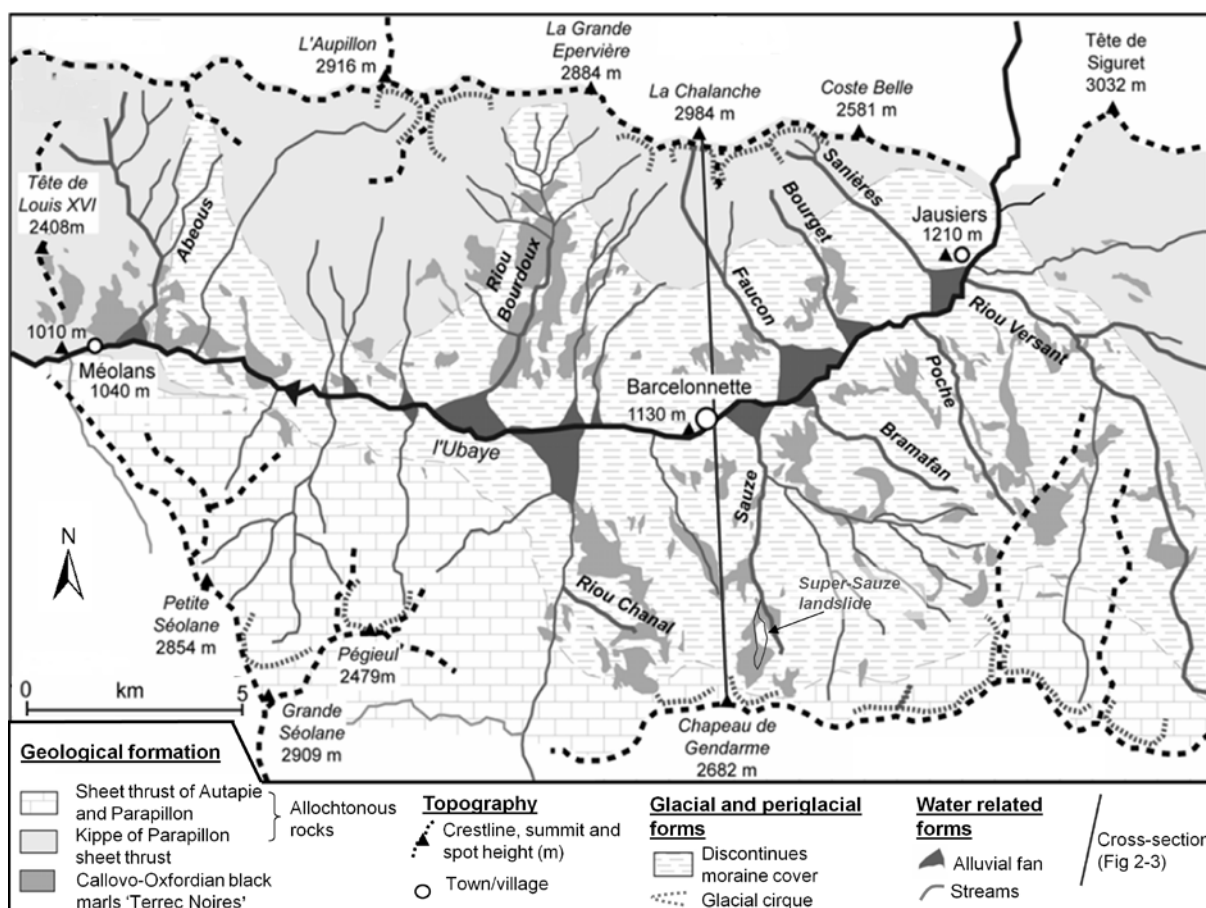 L'Aupillon
2916 m
La Grande
Epervière
2884 m
La Chalanche
2984 m
Coste Belle
2581 m
Tête de
Siguret
3032 m
Tête de
Louis XVI
2408m
Abeous
Riou
Bourdoux
Sanières
Bourget
Faucon
Jausiers
1210 m
Riou Versant
1010 m
Méolans
1040 m
Barcelonnette
1130 m
l'Ubaye
Poche
Bramafan
Sauze
N
Riou Chanal
Super-Sauze
landslide
Petite
Séolane
2854 m
Pégieul
2479m
0 km 5
Grande
Séolane
2909 m
Chapeau de
Gendarme
2682 m
Geological formation
Sheet thrust of Autapie
and Parapillon
Kippe of Parapillon
sheet thrust
Allochtonous
rocks
Callovo-Oxfordian black
marls 'Terrec Noires'
Topography
Crestline, summit and
spot height (m)
Town/village
Glacial and periglacial
forms
Discontinues
moraine cover
Glacial cirque
Water related
forms
Alluvial fan
Streams
Cross-section
(Fig 2-3)